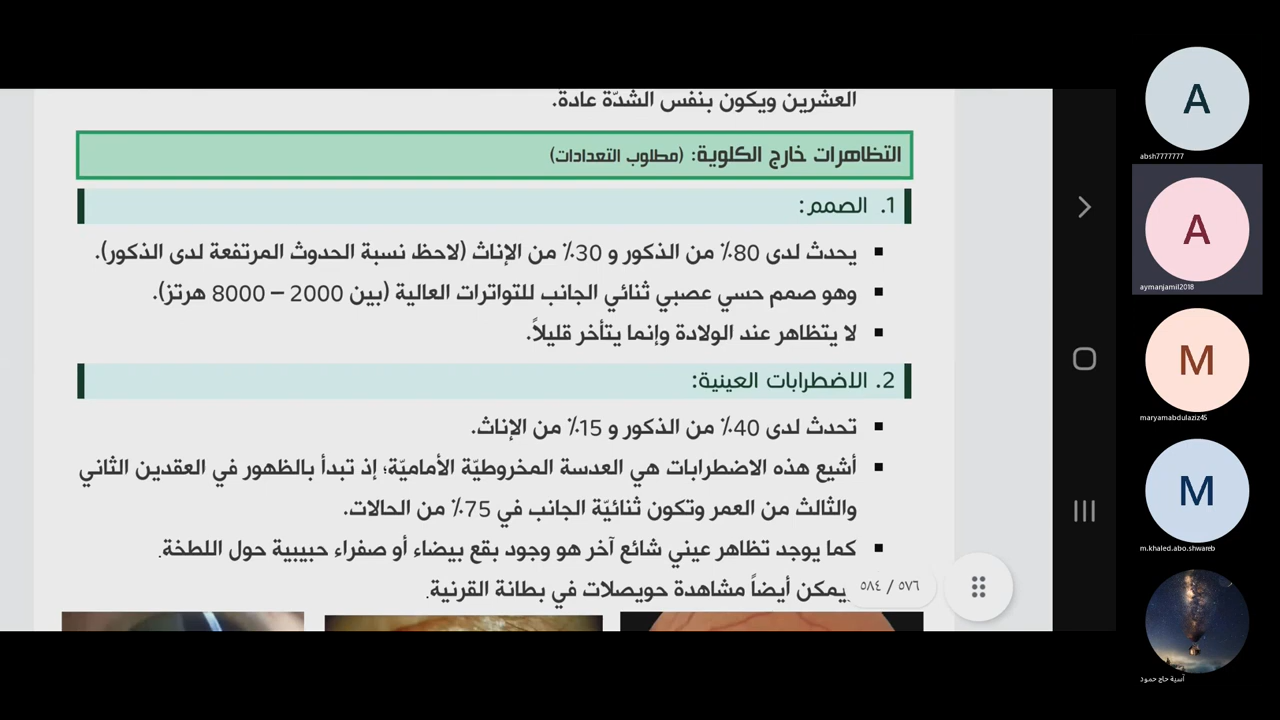 العشرين ويكون بنفس الشدّة عادة.
التظاهرات خارج الكلوية: (مطلوب التعدادات)
1. الصمم:
▪ يحدث لدى 80٪ من الذكور و 30٪ من الإناث (لاحظ نسبة الحدوث المرتفعة لدى الذكور).
▪ وهو صمم حسي عصبي ثنائي الجانب للتواترات العالية (بين 2000 – 8000 هرتز).
▪ لا يتظاهر عند الولادة وإنما يتأخر قليلاً.
2. الاضطرابات العينية:
▪ تحدث لدى 40٪ من الذكور و 15٪ من الإناث.
▪ أشيع هذه الاضطرابات هي العدسة المخروطيّة الأماميّة؛ إذ تبدأ بالظهور في العقدين الثاني
والثالث من العمر وتكون ثنائيّة الجانب في 75٪ من الحالات.
▪ كما يوجد تظاهر عيني شائع آخر هو وجود بقع بيضاء أو صفراء حبيبية حول اللطخة.
يمكن أيضاً مشاهدة حويصلات في بطانة القرنية.
٥٧٦ / ٥٨٤
A
absh7777777
A
aymanjamil2018
M
maryamabdulaziz45
M
m.khaled.abo.shwareb
آسية حاج حمود